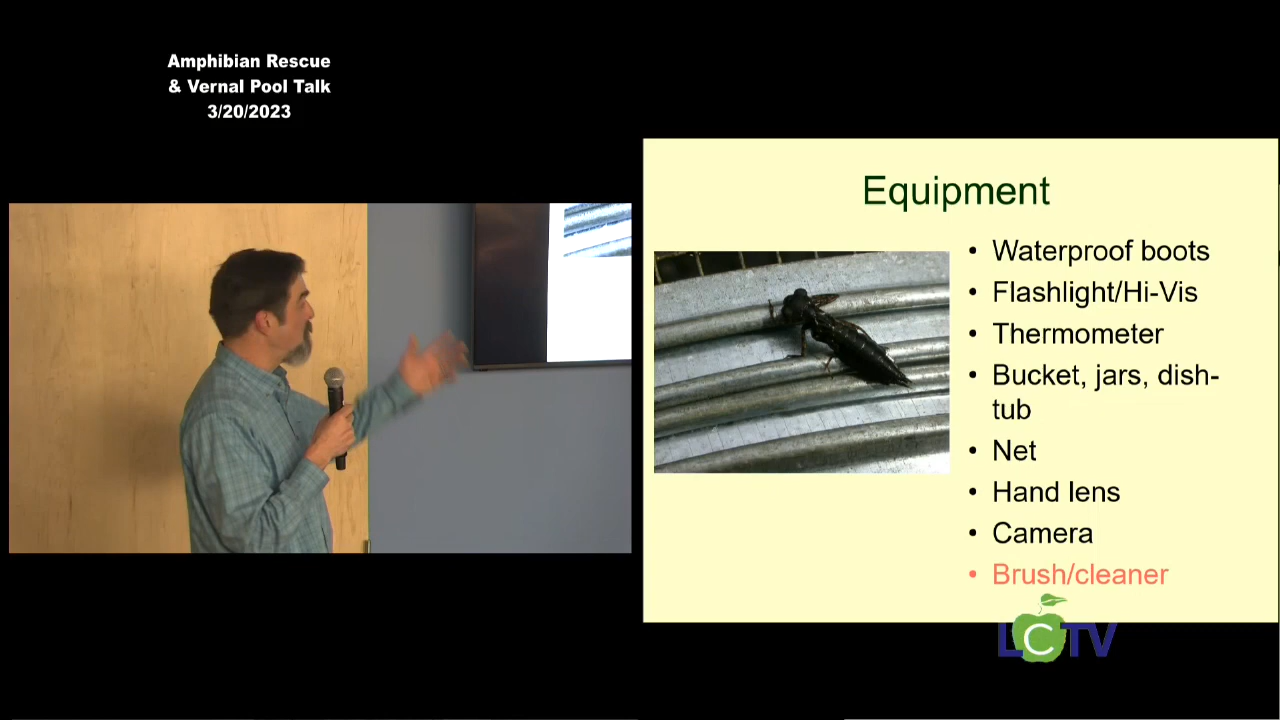 Amphibian Rescue
& Vernal Pool Talk
3/20/2023
Equipment
• Waterproof boots
• Flashlight/Hi-Vis
• Thermometer
• Bucket, jars, dish-
tub
• Net
• Hand lens
• Camera
• Brush/cleaner
LCTV